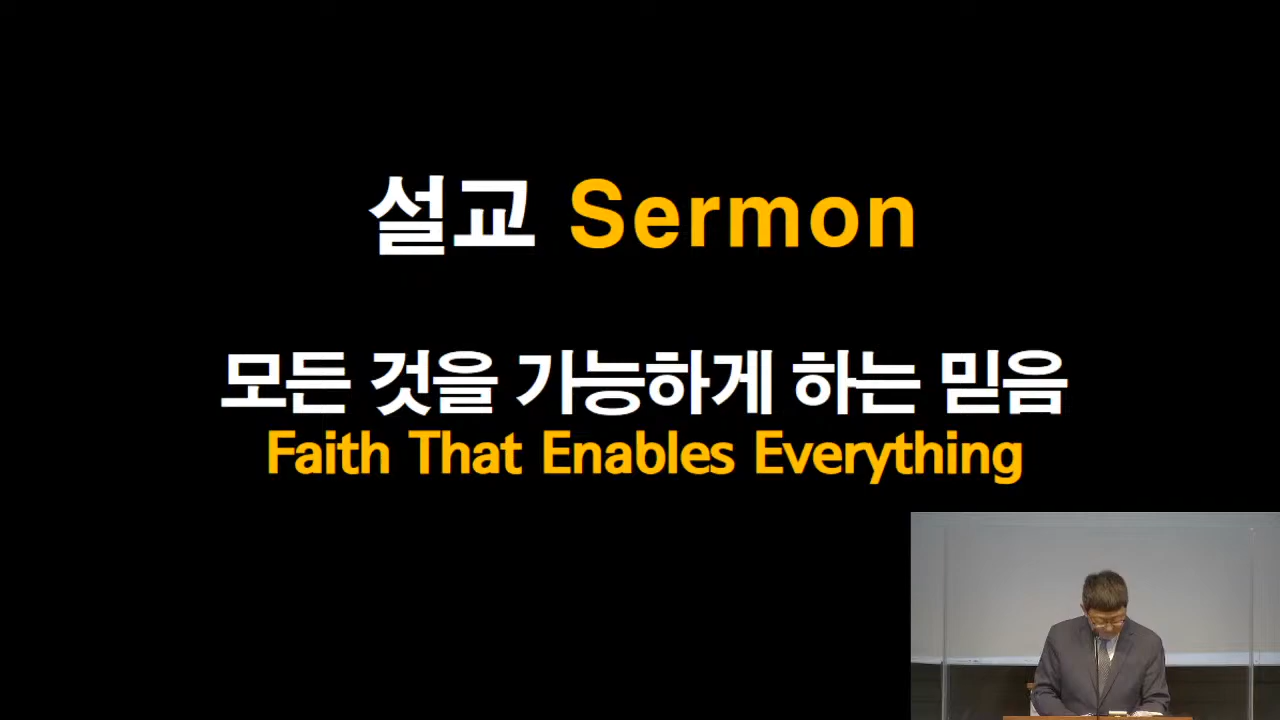 설교 Sermon
모든 것을 가능하게 하는 믿음
Faith That Enables Everything